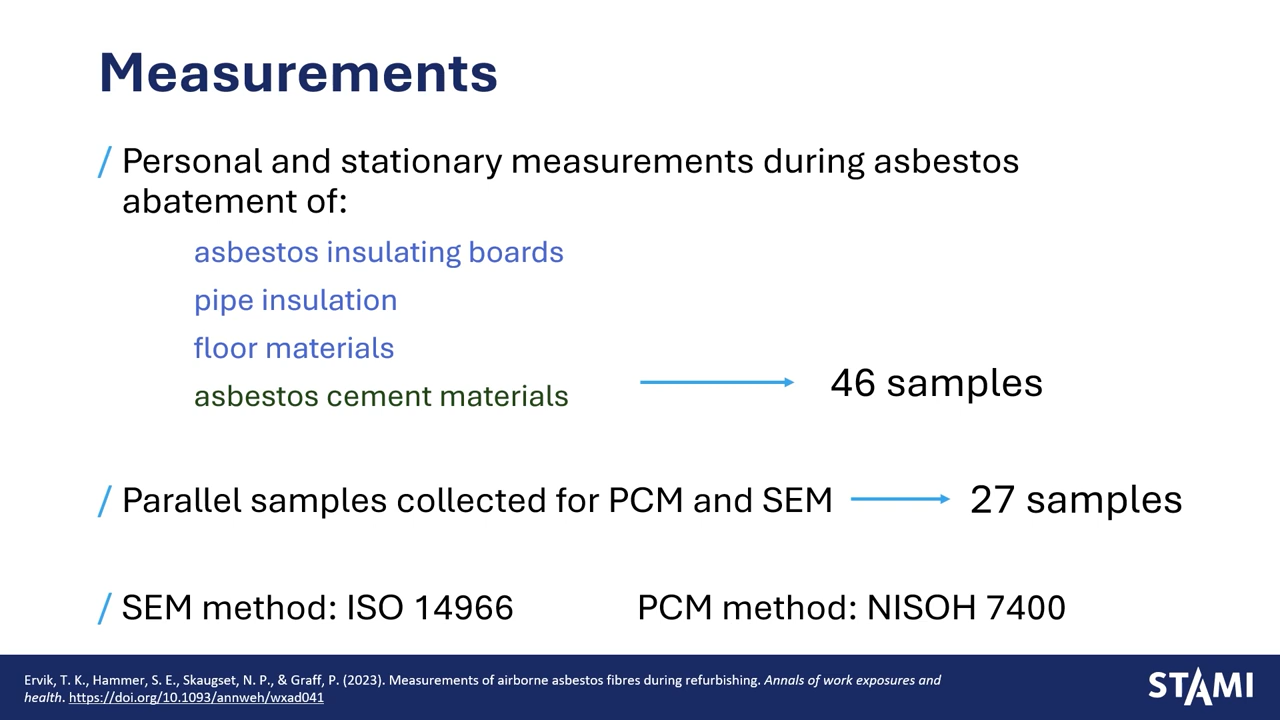 Measurements
/ Personal and stationary measurements during asbestos
abatement of:
asbestos insulating boards
pipe insulation
floor materials
asbestos cement materials
46 samples
/ Parallel samples collected for PCM and SEM
27 samples
/ SEM method: ISO 14966
PCM method: NISOH 7400
Ervik, T. K., Hammer, S. E., Skaugset, N. P., & Graff, P. (2023). Measurements of airborne asbestos fibres during refurbishing. Annals of work exposures and
health. https://doi.org/10.1093/annweh/wxad041
STAMI